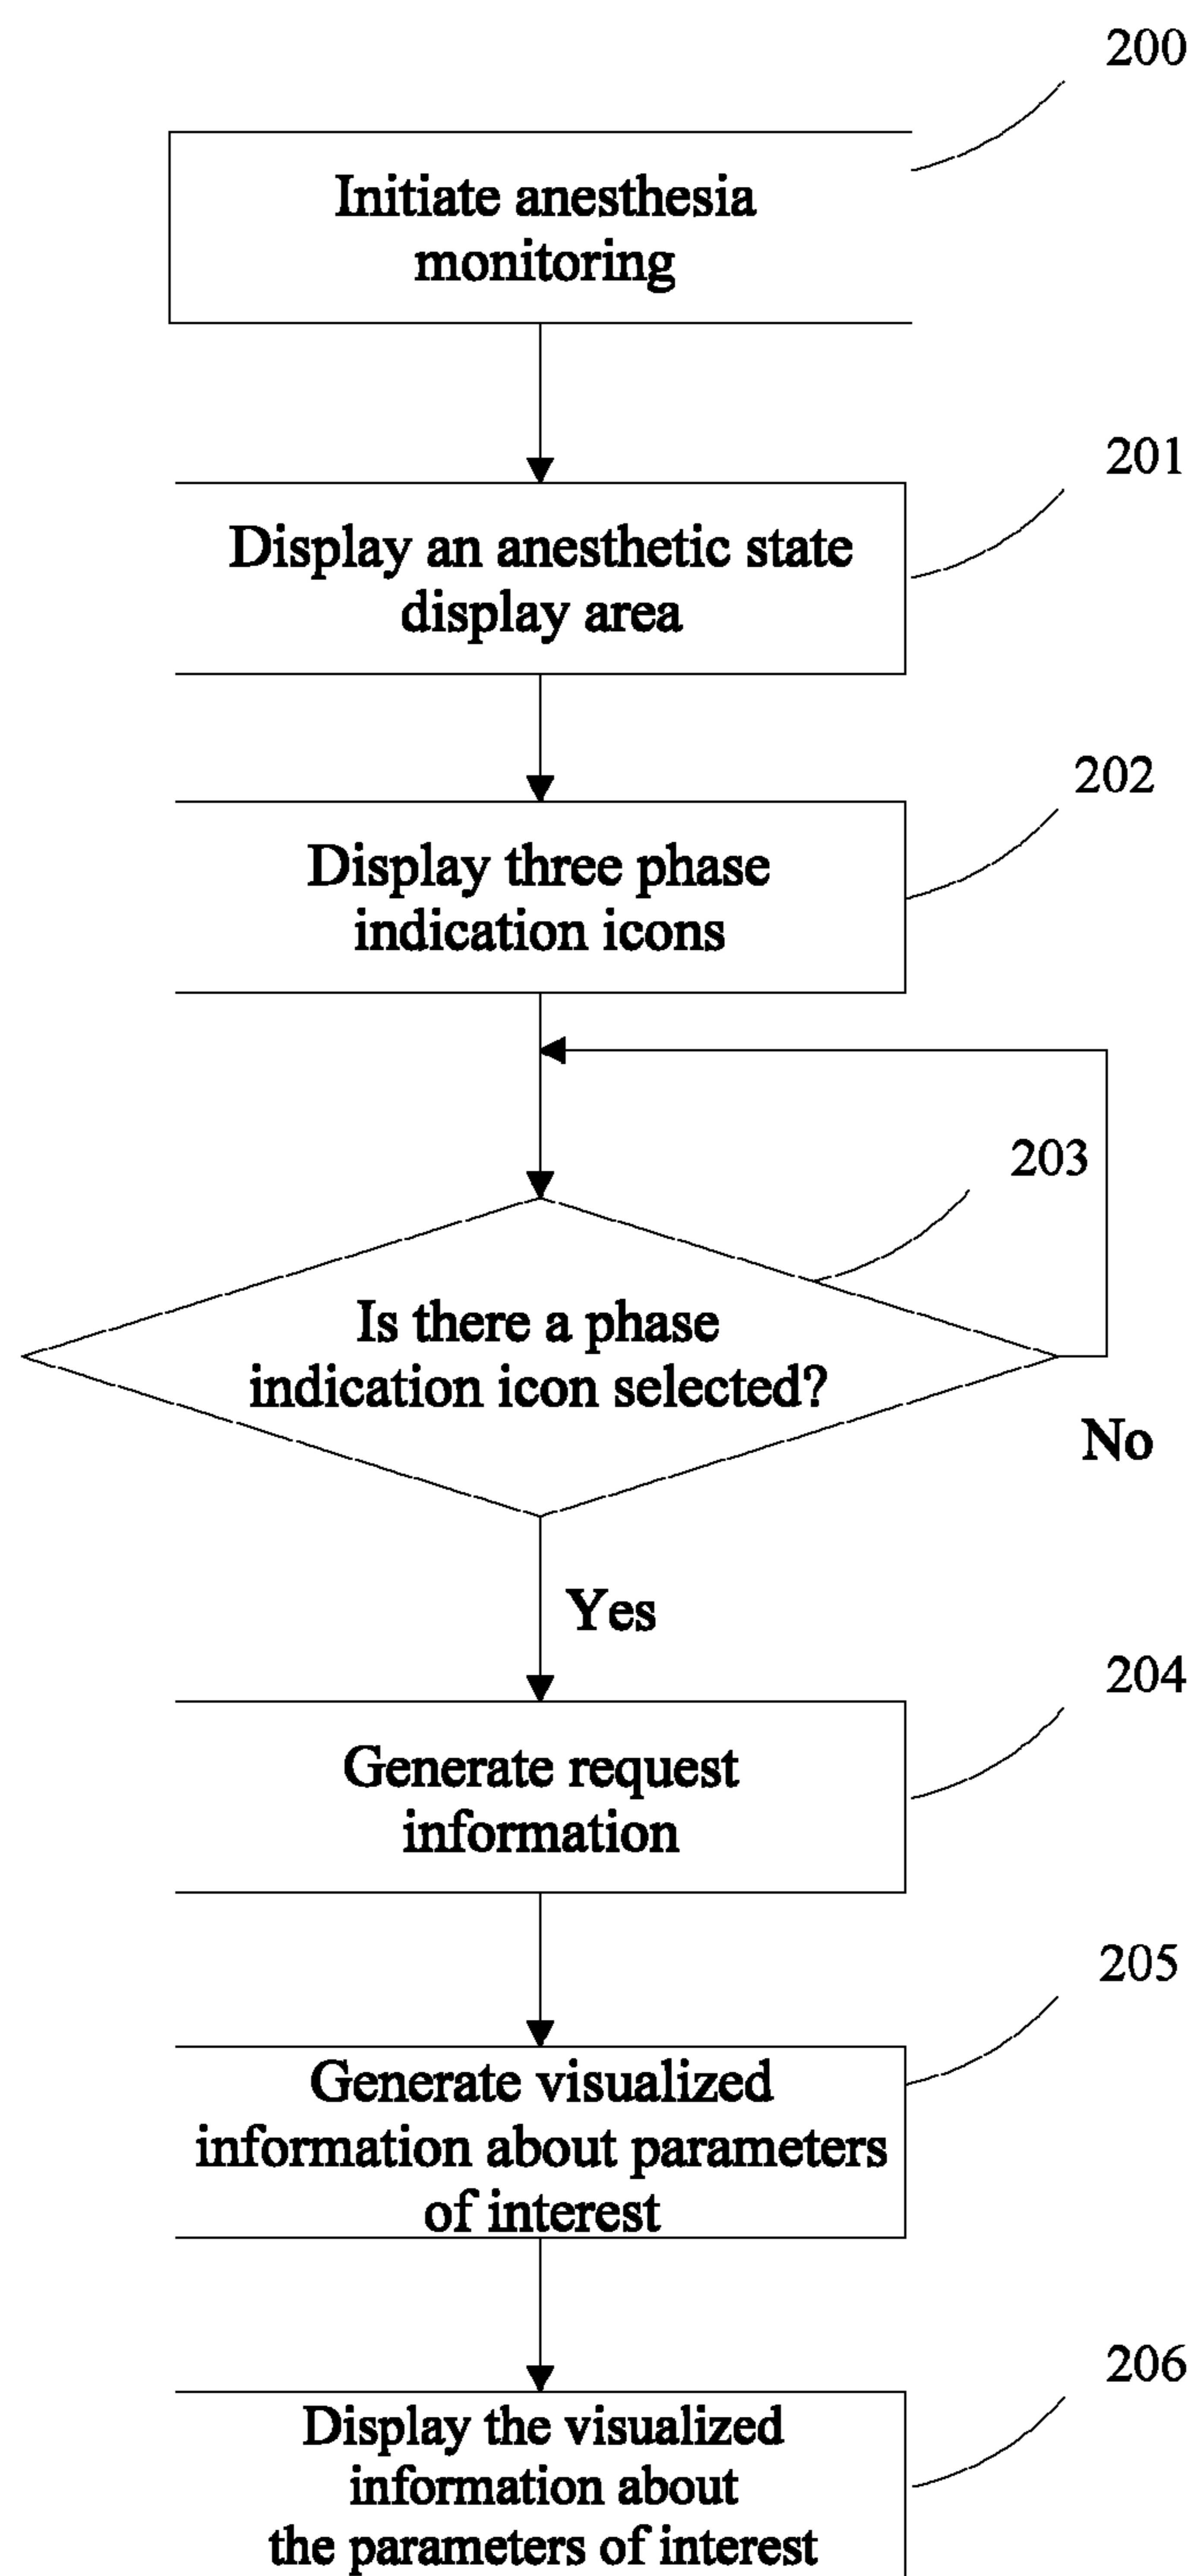 200
Initiate anesthesia
monitoring
201
Display an anesthetic state
display area
202
Display three phase
indication icons
203
Is there a phase
indication icon selected?
No
Yes
204
Generate request
information
205
Generate visualized
information about parameters
of interest
206
Display the visualized
information about
the parameters of interest